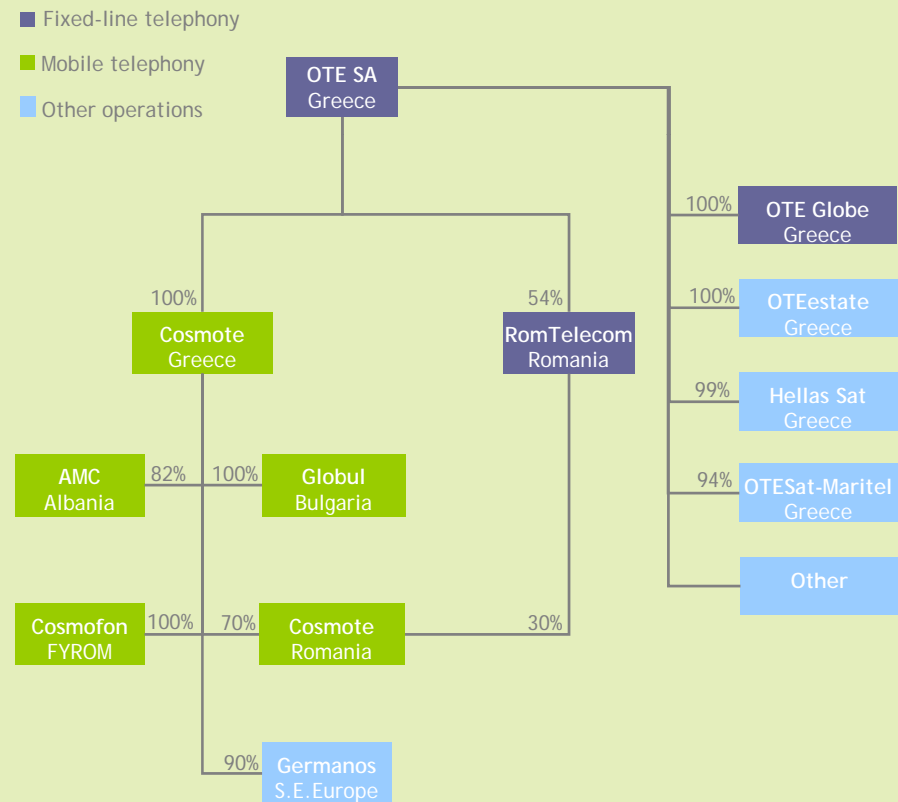 Fixed-line telephony
Mobile telephony
Other operations
OTE SA
Greece
100%
OTE Globe
Greece
100%
OTEestate
Greece
99%
Hellas Sat
Greece
94%
OTESat-Maritel
Greece
Other
100%
Cosmote
Greece
54%
RomTelecom
Romania
AMC
Albania
82%
100%
Globul
Bulgaria
Cosmofon
FYROM
100%
70%
Cosmote
Romania
30%
90%
Germanos
S.E.Europe